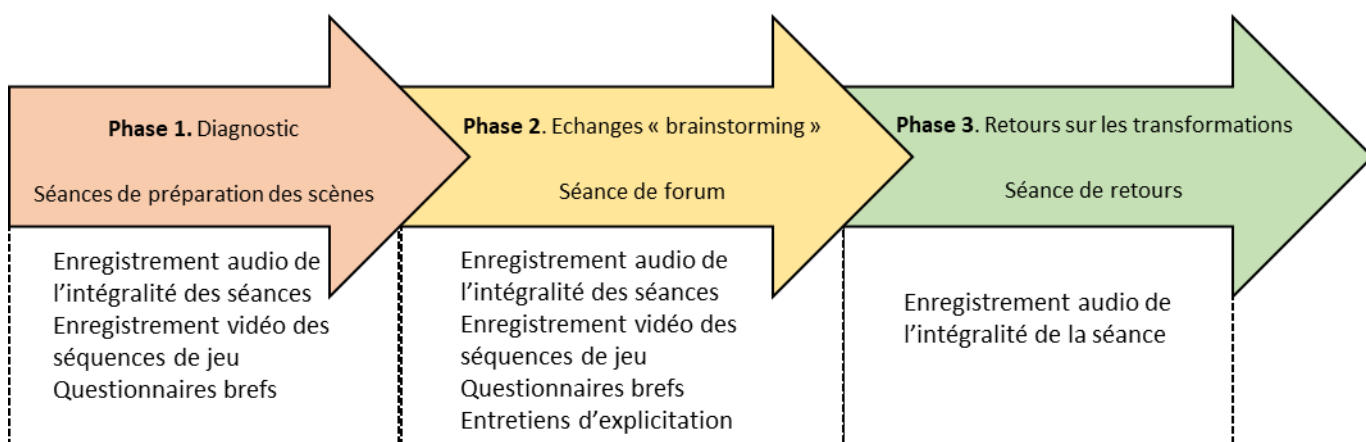 Phase 1. Diagnostic
Séances de préparation des scènes
Enregistrement audio de
l’intégralité des séances
Enregistrement vidéo des
séquences de jeu
Questionnaires brefs
Phase 2. Echanges « brainstorming »
Séance de forum
Enregistrement audio de
l’intégralité des séances
Enregistrement vidéo des
séquences de jeu
Questionnaires brefs
Entretiens d’explicitation
Phase 3. Retours sur les transformations
Séance de retours
Enregistrement audio de
l’intégralité de la séance